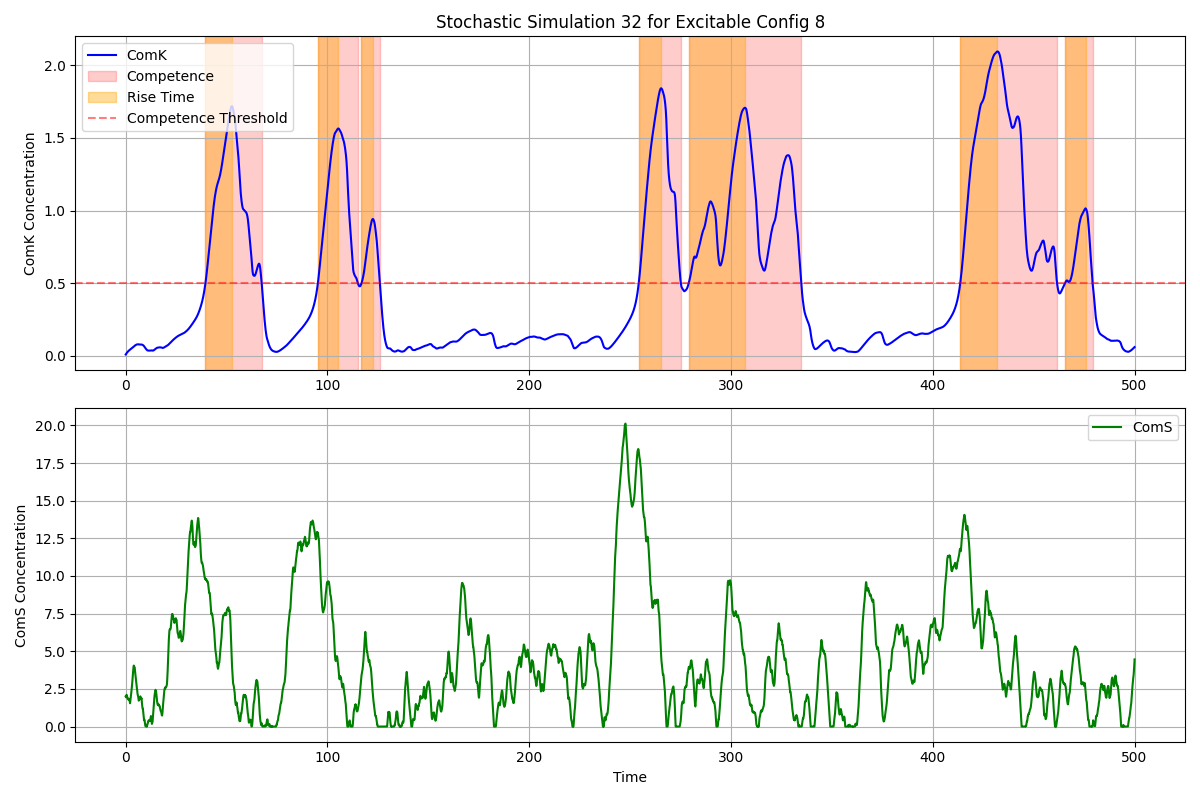 Stochastic Simulation 32 for Excitable Config 8
ComK
Competence
Rise Time
Competence Threshold
ComK Concentration
2.0
1.5
1.0
0.5
0.0
0 100 200 300 400 500
ComS
ComS Concentration
20.0
17.5
15.0
12.5
10.0
7.5
5.0
2.5
0.0
0 100 200 300 400 500
Time